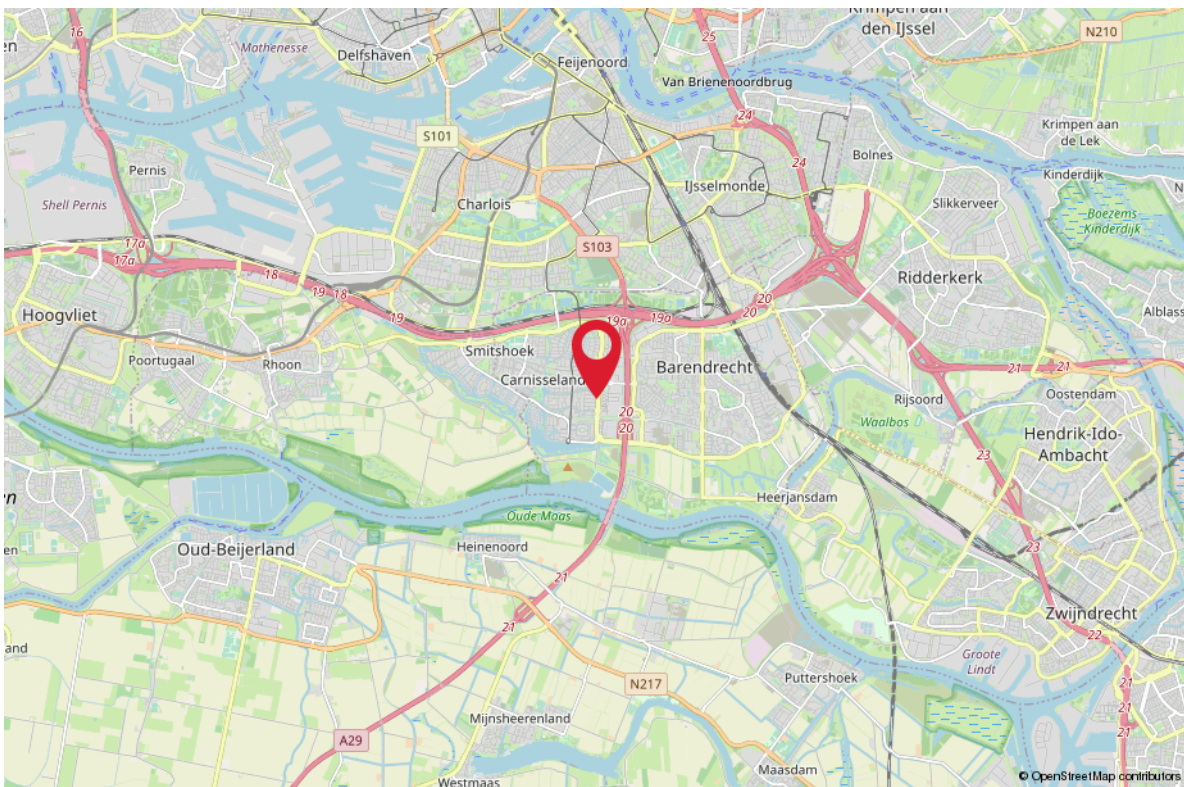 16
Krimpen aan
den IJssel
25
N210
Mathenesse
Delfshaven
Feijenoord
Van Brienenoordbrug
24
S101
Krimpen aan
de Lek
24
Bolnes
Pernis
Kinderdijk
IJsselmonde
Shell Pernis
Charlois
Slikkerveer
Boezems
Kinderdijk
17a
17a
S103
18
Ridderkerk
19
18
20
20
Hoogvliet
19
19a
19a
Alblass
Smitshoek
Poortugaal
Rhoon
Barendrecht
Carnisselande
21
21
Rijsoord
Oostendam
20
20
Waalbos
Hendrik-Ido-
Ambacht
23
Heerjansdam
Oude Maas
Oud-Beijerland
Heinenoord
23
21
Zwijndrecht
21
22
and
Groote
Lindt
N217
Puttershoek
21
21
Mijnsheerenland
21
A29
Maasdam
Westmaas
© OpenStreetMap contributors